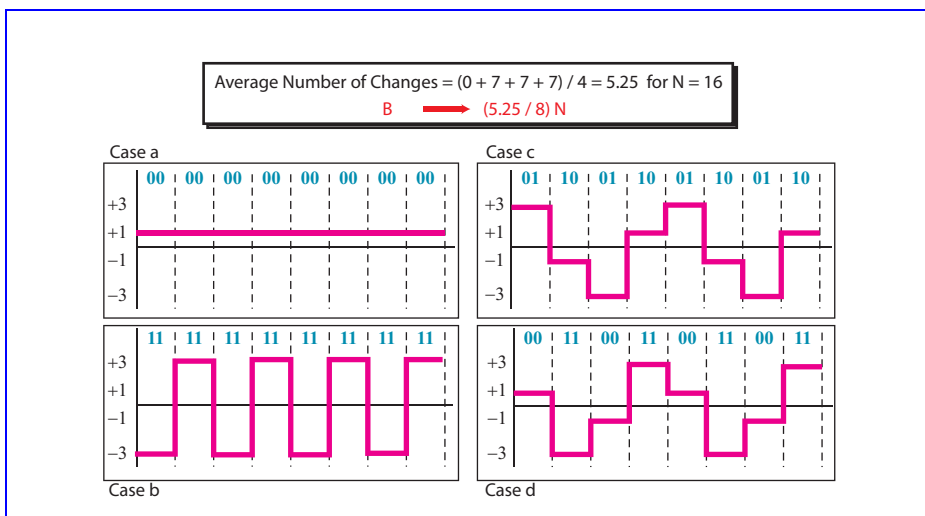 Average Number of Changes = (0 + 7 + 7 + 7) / 4 = 5.25 for N = 16
B (5.25 / 8) N
Case a
00 00 00 00 00 00 00 00
+3
+1
−1
−3
Case c
01 10 01 10 01 10 01 10
+3
+1
−1
−3
11 11 11 11 11 11 11 11
+3
+1
−1
−3
Case b
00 11 00 11 00 11 00 11
+3
+1
−1
−3
Case d